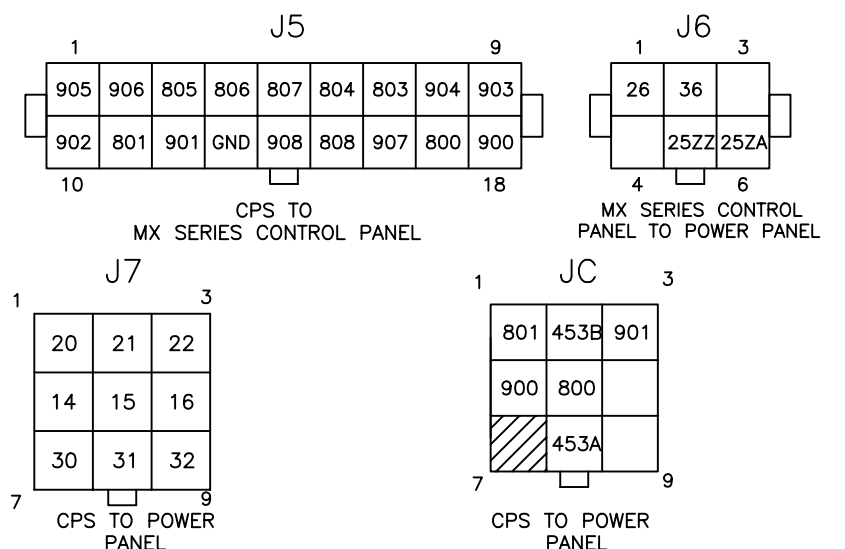 J5
1 9
905 906 805 806 807 804 803 904 903
902 801 901 GND 908 808 907 800 900
10 18
CPS TO
MX SERIES CONTROL PANEL
J6
1 3
26 36
25ZZ 25ZA
4 6
MX SERIES CONTROL
PANEL TO POWER PANEL
J7
1 3
20 21 22
14 15 16
30 31 32
7 9
CPS TO POWER
PANEL
JC
1 3
801 453B 901
900 800
453A
7 9
CPS TO POWER
PANEL